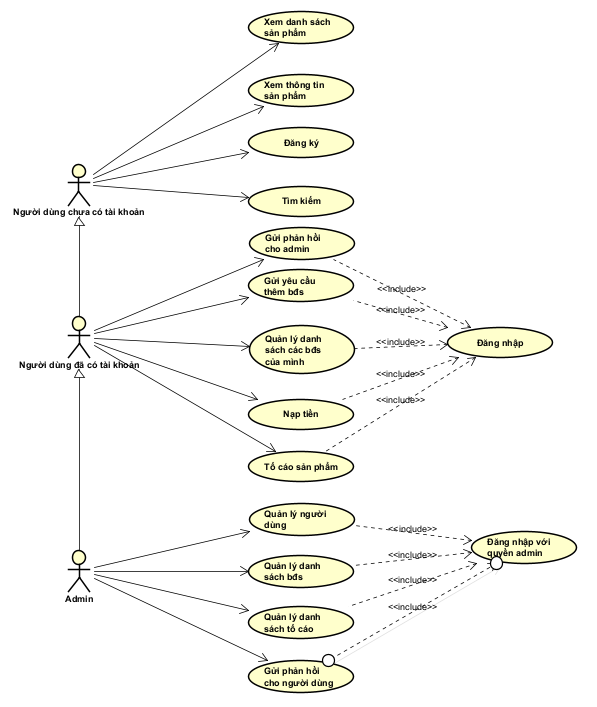 Xem danh sách
sản phẩm
Xem thông tin
sản phẩm
Đăng ký
Tìm kiếm
Người dùng chưa có tài khoản
Gửi phản hồi
cho admin
Gửi yêu cầu
thêm bđs
<<include>>
<<include>>
Quản lý danh
sách các bđs
của mình
<<include>>
Đăng nhập
Người dùng đã có tài khoản
<<include>>
Nạp tiền
<<include>>
Tố cáo sản phẩm
Quản lý người
dùng
<<include>>
Đăng nhập với
quyền admin
Quản lý danh
sách bđs
<<include>>
<<include>>
Admin
Quản lý danh
sách tố cáo
<<include>>
Gửi phản hồi
cho người dùng